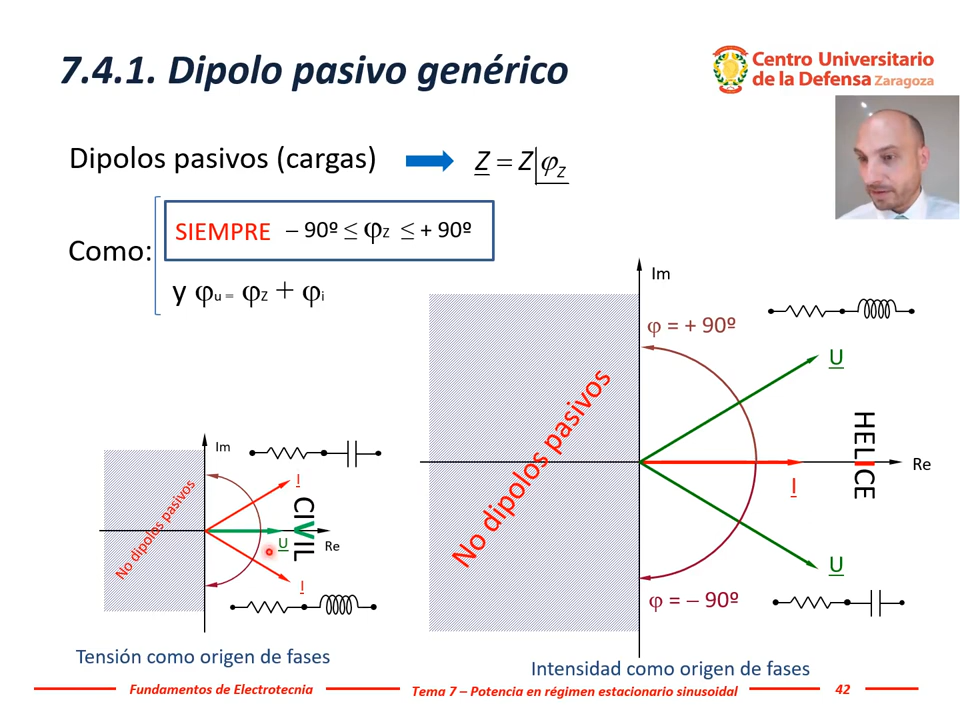 7.4.1. Dipolo pasivo genérico
Centro Universitario
de la Defensa Zaragoza
Dipolos pasivos (cargas)
Z = Z|φZ
Como:
SIEMPRE – 90º ≤ φZ ≤ + 90º
y φu = φZ + φi
Im
φ = + 90º
U
No dipolos pasivos
HELICE
Re
I
U
φ = – 90º
Im
I
No dipolos pasivos
CIVIL
U
Re
I
Tensión como origen de fases
Intensidad como origen de fases
Fundamentos de Electrotecnia
Tema 7 – Potencia en régimen estacionario sinusoidal
42